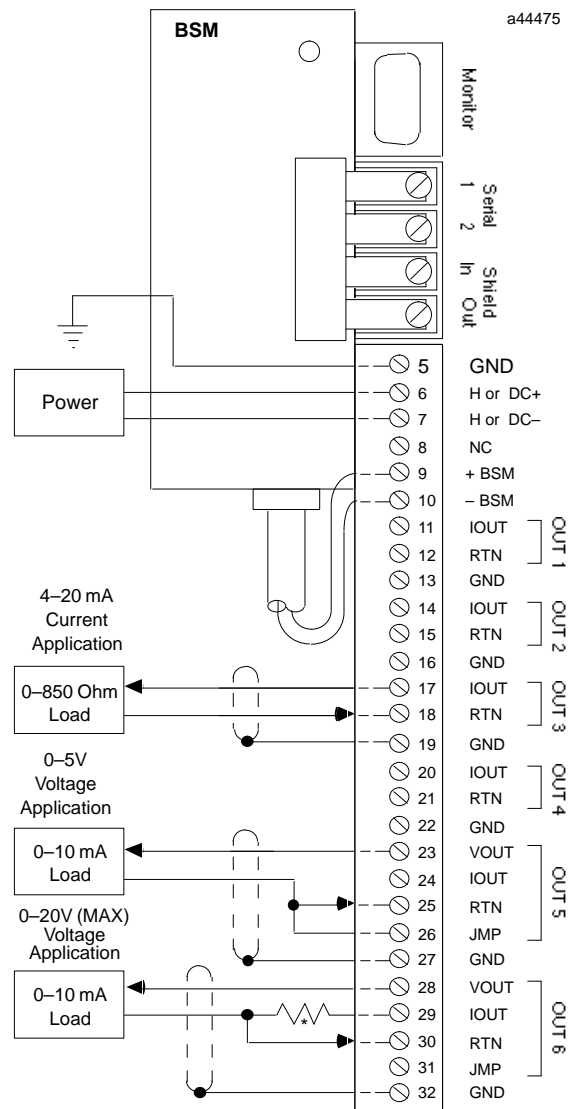 a44475
BSM
Monitor
Serial
1
2
Shield
In
Out
Power
5 GND
6 H or DC+
7 H or DC–
8 NC
9 + BSM
10 – BSM
11 IOUT
12 RTN
OUT 1
13 GND
14 IOUT
15 RTN
OUT 2
16 GND
4–20 mA
Current
Application
0–850 Ohm
Load
17 IOUT
18 RTN
OUT 3
19 GND
20 IOUT
21 RTN
OUT 4
22 GND
0–5V
Voltage
Application
0–10 mA
Load
23 VOUT
24 IOUT
25 RTN
26 JMP
OUT 5
27 GND
0–20V (MAX)
Voltage
Application
0–10 mA
Load
*
28 VOUT
29 IOUT
30 RTN
31 JMP
OUT 6
32 GND